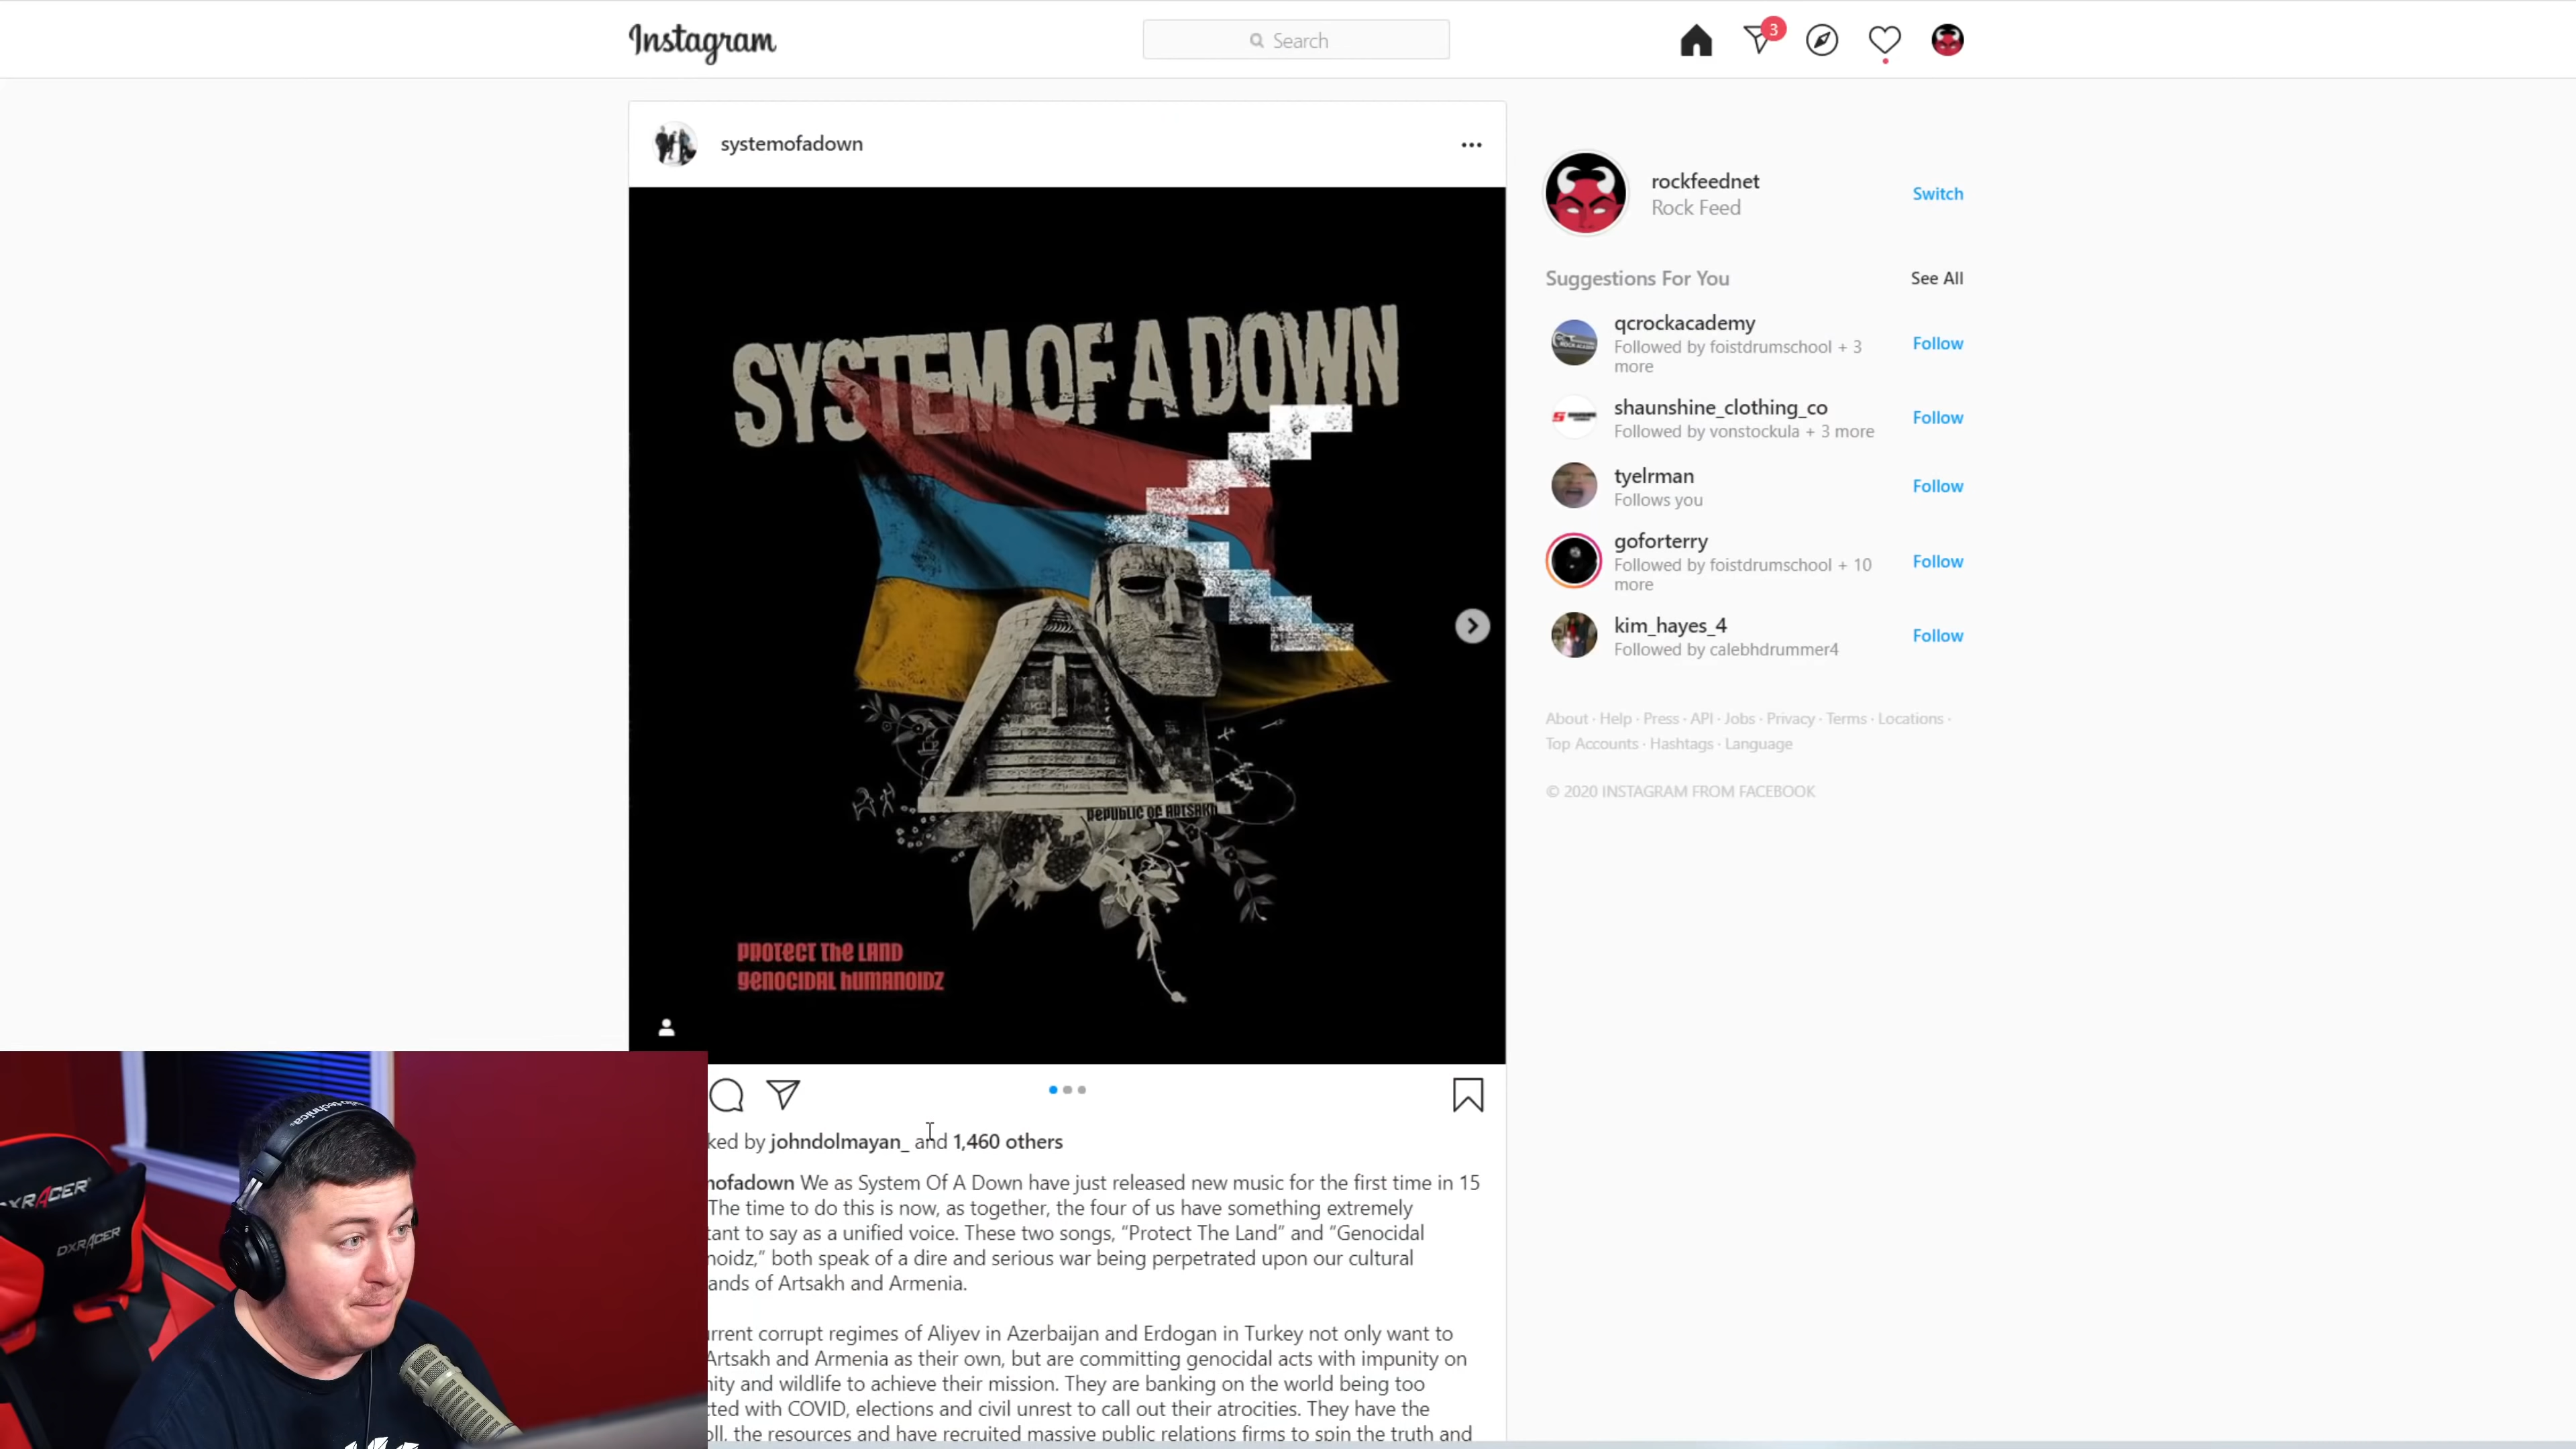 Instagram
Search
3
systemofadown
rockfeednet
Rock Feed
Switch
Suggestions For You
See All
qcrockacademy
Followed by foistdrumschool + 3
more
Follow
shaunshine_clothing_co
Followed by vonstockula + 3 more
Follow
tyelrman
Follows you
Follow
goforterry
Followed by foistdrumschool + 10
more
Follow
kim_hayes_4
Followed by calebhdrummer4
Follow
About · Help · Press · API · Jobs · Privacy · Terms · Locations ·
Top Accounts · Hashtags · Language
© 2020 INSTAGRAM FROM FACEBOOK
SYSTEM OF A DOWN
REPUBLIC OF ARTSAKH
PROTECT THE LAND
GENOCIDAL HUMANOIDZ
ked by johndolmayan_ and 1,460 others
nofadown We as System Of A Down have just released new music for the first time in 15
The time to do this is now, as together, the four of us have something extremely
tant to say as a unified voice. These two songs, “Protect The Land” and “Genocidal
noidz,” both speak of a dire and serious war being perpetrated upon our cultural
ands of Artsakh and Armenia.
rrent corrupt regimes of Aliyev in Azerbaijan and Erdogan in Turkey not only want to
Artsakh and Armenia as their own, but are committing genocidal acts with impunity on
nity and wildlife to achieve their mission. They are banking on the world being too
cted with COVID, elections and civil unrest to call out their atrocities. They have the
oll, the resources and have recruited massive public relations firms to spin the truth and
DXRACER